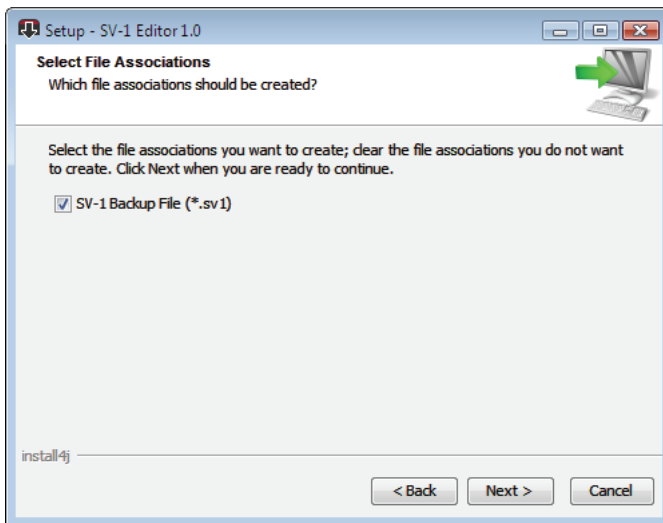 Setup - SV-1 Editor 1.0
Select File Associations
Which file associations should be created?
Select the file associations you want to create; clear the file associations you do not want
to create. Click Next when you are ready to continue.
SV-1 Backup File (*.sv1)
install4j
< Back Next > Cancel